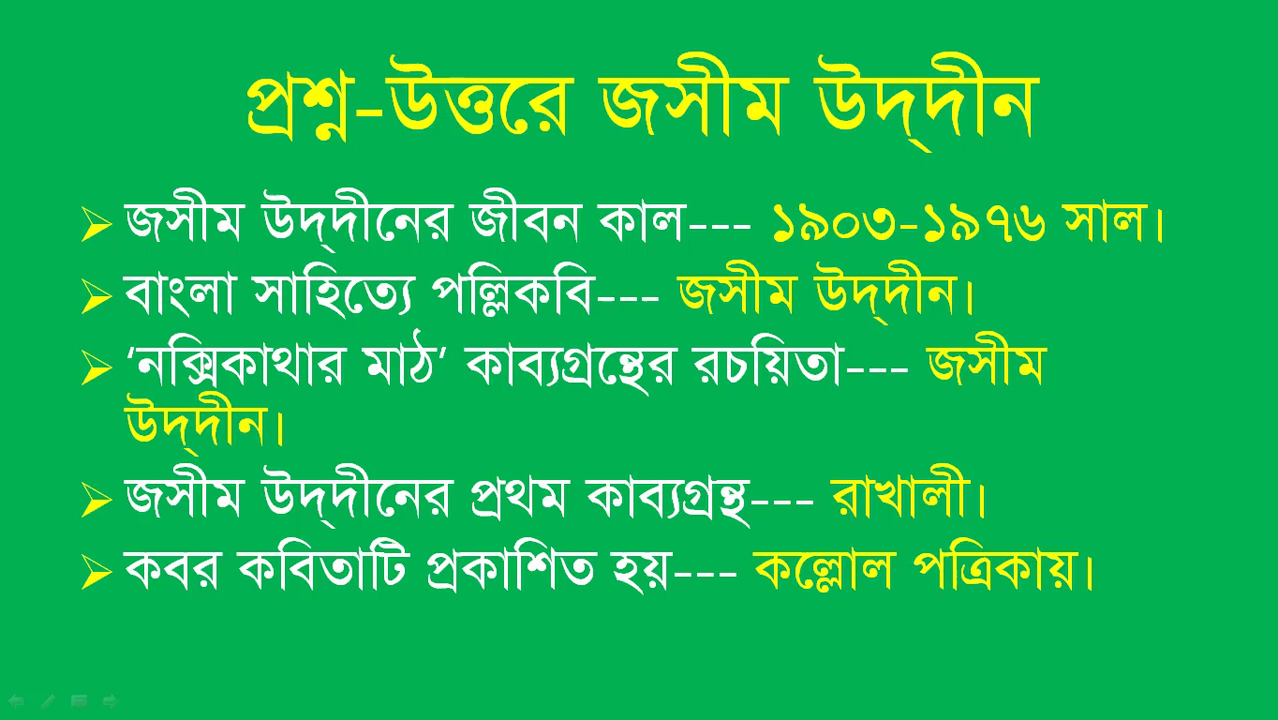 প্রশ্ন-উত্তরে জসীম উদ্‌দীন
জসীম উদ্‌দীনের জীবন কাল--- ১৯০৩-১৯৭৬ সাল।
বাংলা সাহিত্যে পল্লিকবি--- জসীম উদ্‌দীন।
‘নক্সিকাথার মাঠ’ কাব্যগ্রন্থের রচয়িতা--- জসীম
উদ্‌দীন।
জসীম উদ্‌দীনের প্রথম কাব্যগ্রন্থ--- রাখালী।
কবর কবিতাটি প্রকাশিত হয়--- কল্লোল পত্রিকায়।